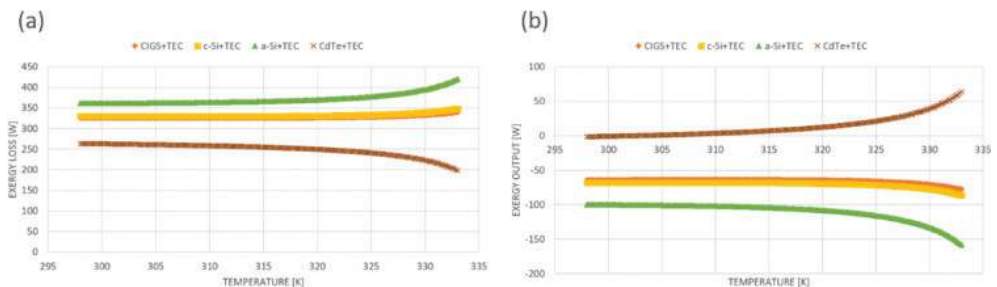 (a)
CIGS+TEC c-Si+TEC a-Si+TEC CdTe+TEC
450
400
350
300
250
200
150
100
50
0
EXERGY LOSS [W]
295 300 305 310 315 320 325 330 335
TEMPERATURE [K]
(b)
CIGS+TEC c-Si+TEC a-Si+TEC CdTe+TEC
100
50
0
-50
-100
-150
-200
EXERGY OUTPUT [W]
295 300 305 310 315 320 325 330 335
TEMPERATURE [K]